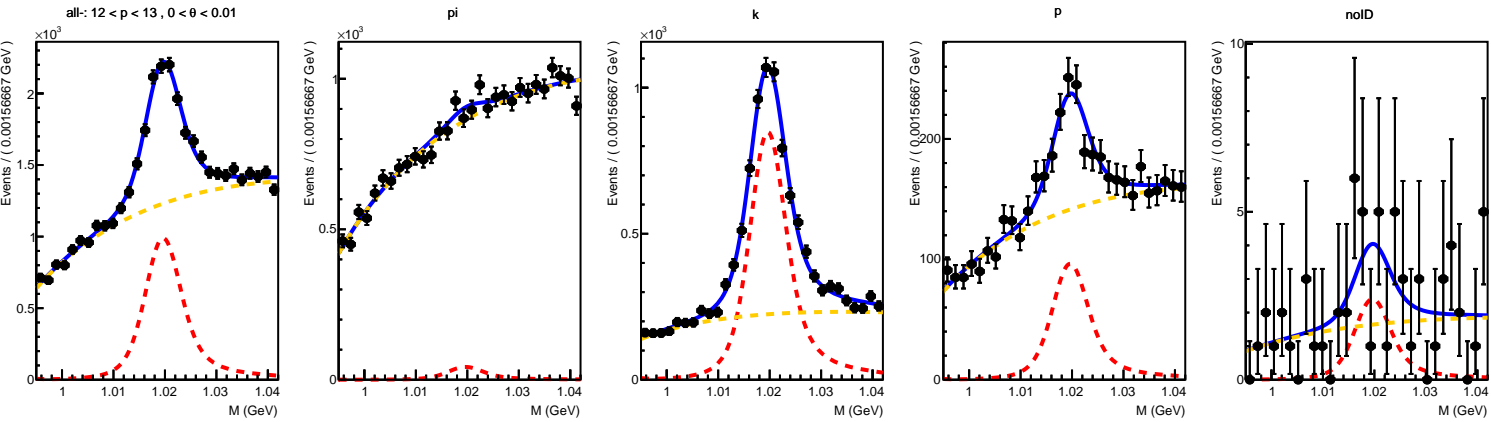 all-: 12 < p < 13 , 0 < θ < 0.01
×10³
Events / ( 0.00156667 GeV )
2
1.5
1
0.5
0
1 1.01 1.02 1.03 1.04
M (GeV)
pi
×10³
Events / ( 0.00156667 GeV )
1
0.5
0
1 1.01 1.02 1.03 1.04
M (GeV)
k
×10³
Events / ( 0.00156667 GeV )
1
0.5
0
1 1.01 1.02 1.03 1.04
M (GeV)
p
Events / ( 0.00156667 GeV )
200
100
0
1 1.01 1.02 1.03 1.04
M (GeV)
noID
Events / ( 0.00156667 GeV )
10
5
0
1 1.01 1.02 1.03 1.04
M (GeV)